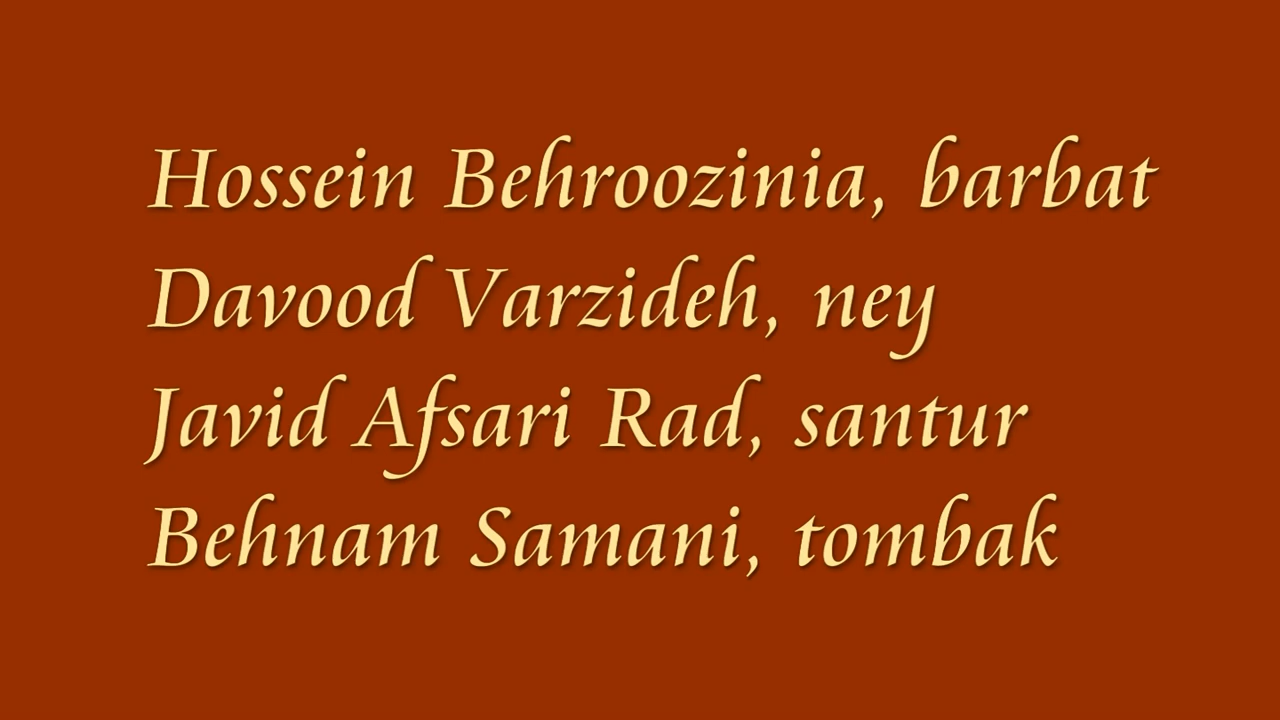 Hossein Behroozinia, barbat
Davood Varzideh, ney
Javid Afsari Rad, santur
Behnam Samani, tombak